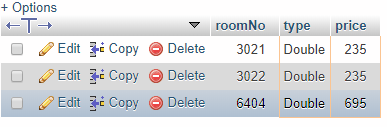 + Options
←T→ ▼ roomNo type price
Edit Copy Delete 3021 Double 235
Edit Copy Delete 3022 Double 235
Edit Copy Delete 6404 Double 695